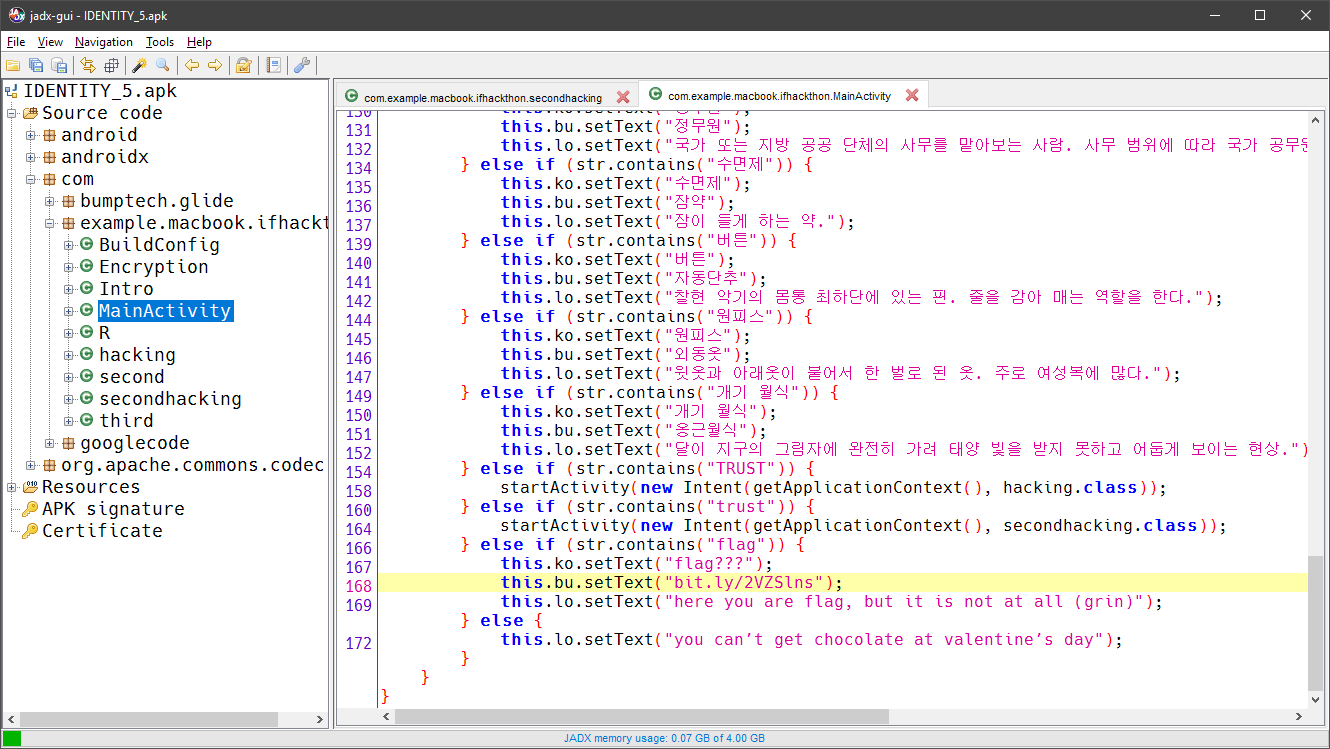 jadx-gui - IDENTITY_5.apk
File View Navigation Tools Help
IDENTITY_5.apk
Source code
android
androidx
com
bumptech.glide
example.macbook.ifhackt
BuildConfig
Encryption
Intro
MainActivity
R
hacking
second
secondhacking
third
googlecode
org.apache.commons.codec
Resources
APK signature
Certificate
com.example.macbook.ifhackthon.secondhacking
com.example.macbook.ifhackthon.MainActivity
130
131 this.bu.setText("정무원");
132 this.lo.setText("국가 또는 지방 공공 단체의 사무를 맡아보는 사람. 사무 범위에 따라 국가 공무원
134 } else if (str.contains("수면제")) {
135 this.ko.setText("수면제");
136 this.bu.setText("잠약");
137 this.lo.setText("잠이 들게 하는 약.");
139 } else if (str.contains("버튼")) {
140 this.ko.setText("버튼");
141 this.bu.setText("자동단추");
142 this.lo.setText("찰현 악기의 몸통 최하단에 있는 핀. 줄을 감아 매는 역할을 한다.");
144 } else if (str.contains("원피스")) {
145 this.ko.setText("원피스");
146 this.bu.setText("외동옷");
147 this.lo.setText("윗옷과 아래옷이 붙어서 한 벌로 된 옷. 주로 여성복에 많다.");
149 } else if (str.contains("개기 월식")) {
150 this.ko.setText("개기 월식");
151 this.bu.setText("옹근월식");
152 this.lo.setText("달이 지구의 그림자에 완전히 가려 태양 빛을 받지 못하고 어둡게 보이는 현상.")
154 } else if (str.contains("TRUST")) {
158 startActivity(new Intent(getApplicationContext(), hacking.class));
160 } else if (str.contains("trust")) {
164 startActivity(new Intent(getApplicationContext(), secondhacking.class));
166 } else if (str.contains("flag")) {
167 this.ko.setText("flag???");
168 this.bu.setText("bit.ly/2VZSlns");
169 this.lo.setText("here you are flag, but it is not at all (grin)");
} else {
172 this.lo.setText("you can’t get chocolate at valentine’s day");
}
}
}
JADX memory usage: 0.07 GB of 4.00 GB